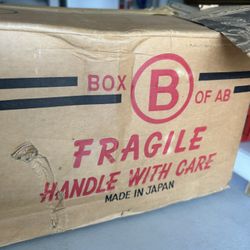 BOX B OF AB
FRAGILE
HANDLE WITH CARE
MADE IN JAPAN